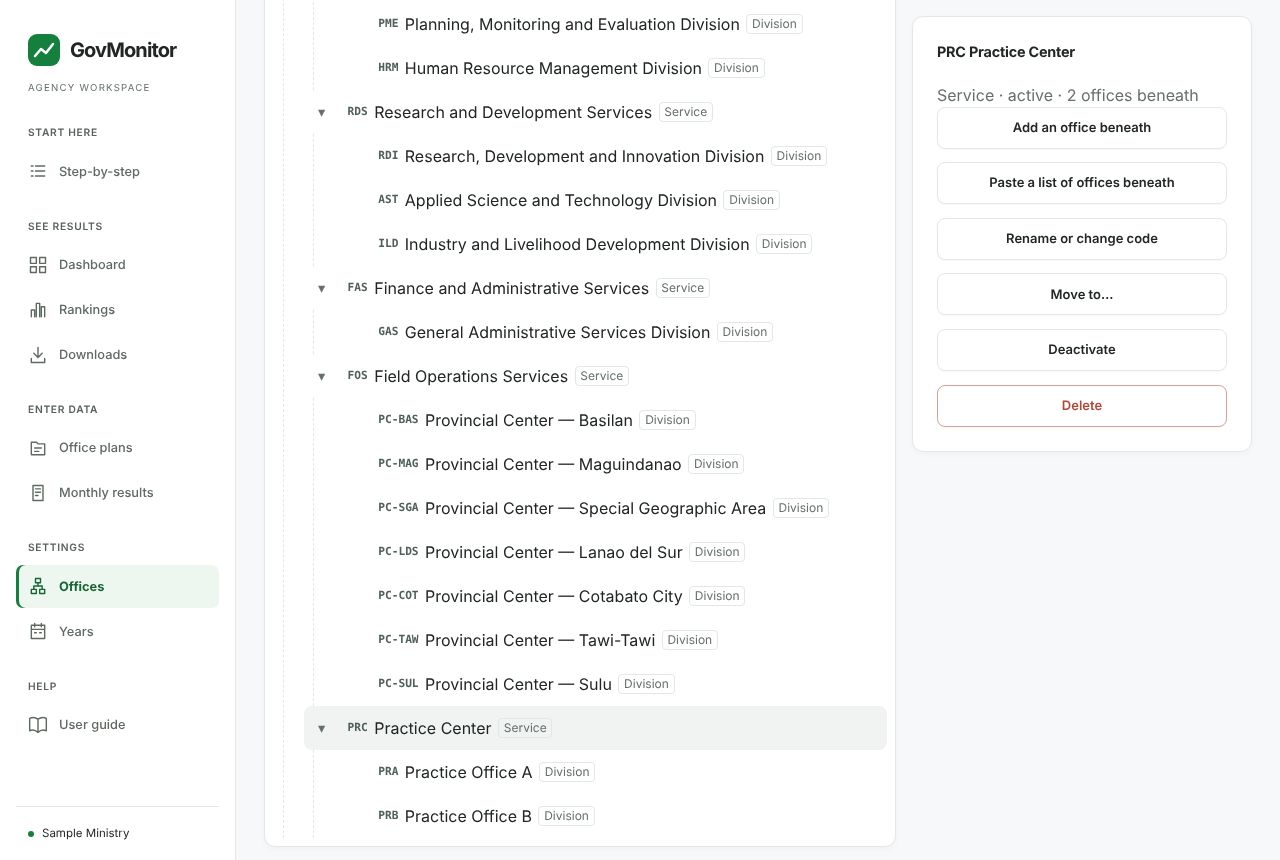 GovMonitor
AGENCY WORKSPACE
START HERE
Step-by-step
SEE RESULTS
Dashboard
Rankings
Downloads
ENTER DATA
Office plans
Monthly results
SETTINGS
Offices
Years
HELP
User guide
Sample Ministry
PME Planning, Monitoring and Evaluation Division Division
HRM Human Resource Management Division Division
RDS Research and Development Services Service
RDI Research, Development and Innovation Division Division
AST Applied Science and Technology Division Division
ILD Industry and Livelihood Development Division Division
FAS Finance and Administrative Services Service
GAS General Administrative Services Division Division
FOS Field Operations Services Service
PC-BAS Provincial Center — Basilan Division
PC-MAG Provincial Center — Maguindanao Division
PC-SGA Provincial Center — Special Geographic Area Division
PC-LDS Provincial Center — Lanao del Sur Division
PC-COT Provincial Center — Cotabato City Division
PC-TAW Provincial Center — Tawi-Tawi Division
PC-SUL Provincial Center — Sulu Division
PRC Practice Center Service
PRA Practice Office A Division
PRB Practice Office B Division
PRC Practice Center
Service · active · 2 offices beneath
Add an office beneath
Paste a list of offices beneath
Rename or change code
Move to…
Deactivate
Delete